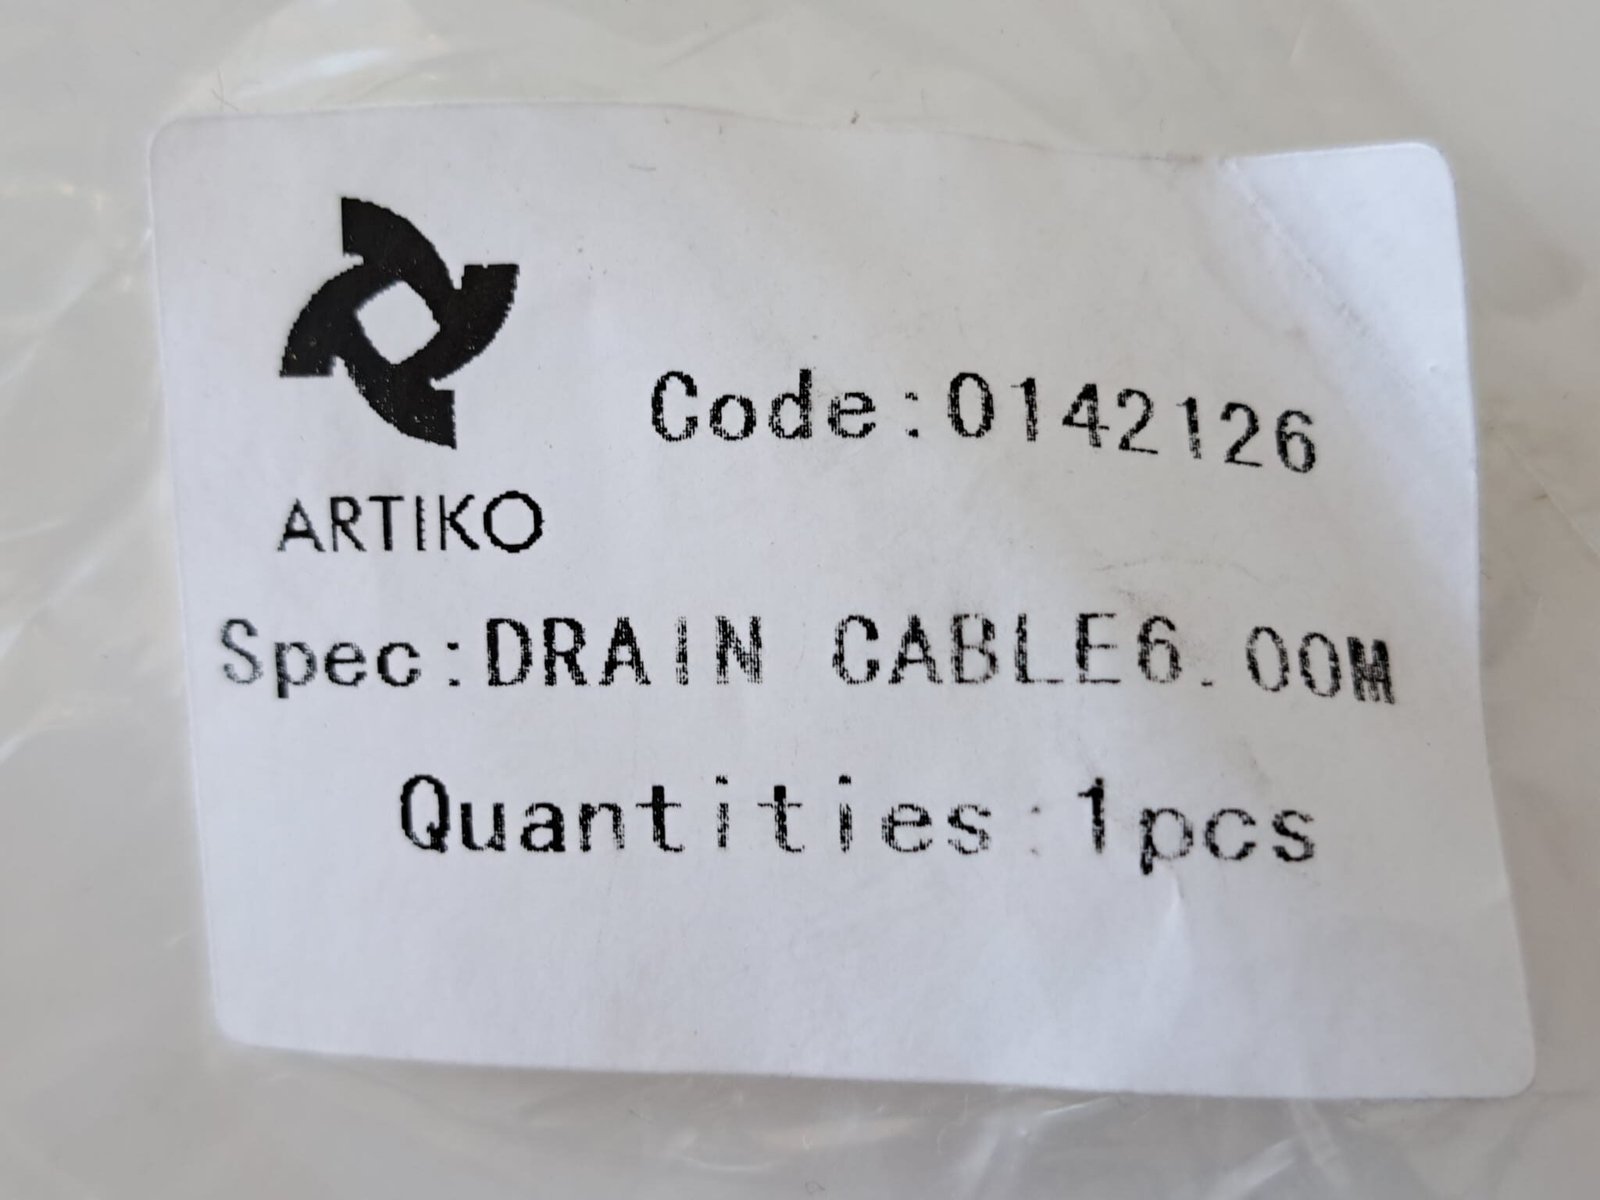 Code:0142126
ARTIKO
Spec:DRAIN CABLE6.00M
Quantities:1pcs